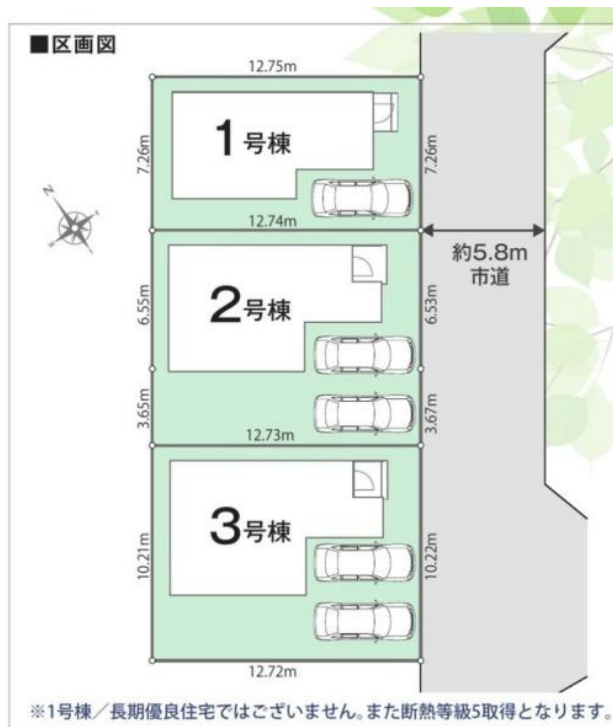 ■区画図
12.75m
7.26m
1号棟
7.26m
N
12.74m
約5.8m
市道
6.55m
2号棟
6.53m
3.65m
3.67m
12.73m
10.21m
3号棟
10.22m
12.72m
※1号棟／長期優良住宅ではございません。また断熱等級5取得となります。